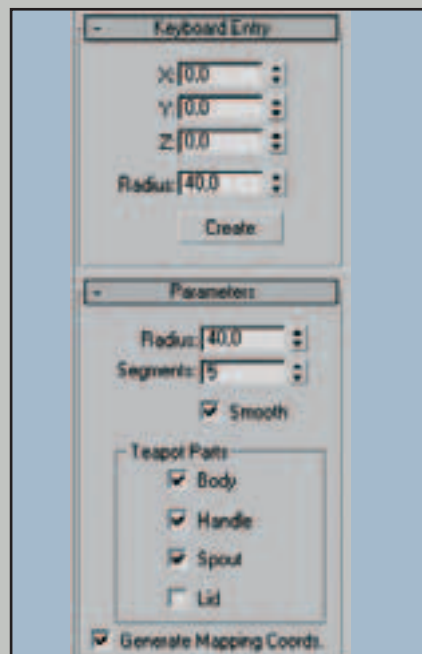 - Keyboard Entry
X: 0,0
Y: 0,0
Z: 0,0
Radius: 40,0
Create
- Parameters
Radius: 40,0
Segments: 5
Smooth
Teapot Parts
Body
Handle
Spout
Lid
Generate Mapping Coords.